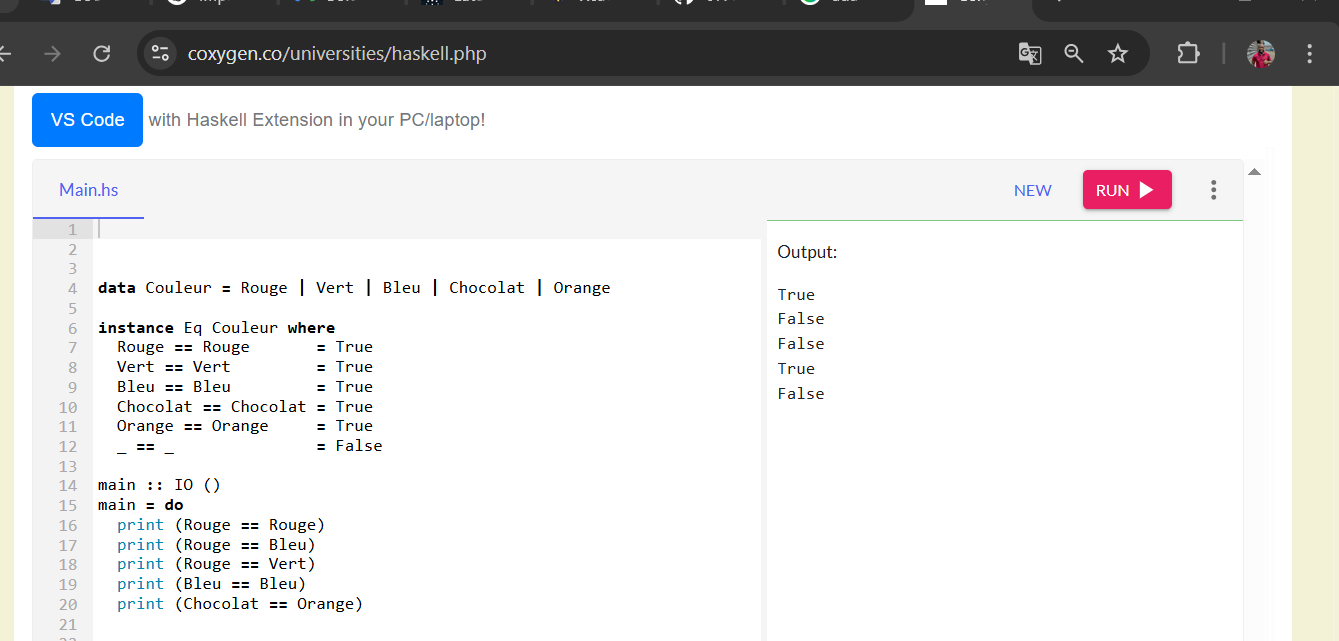 coxygen.co/universities/haskell.php
VS Code with Haskell Extension in your PC/laptop!
Main.hs
NEW
RUN
1
2
3
4 data Couleur = Rouge | Vert | Bleu | Chocolat | Orange
5
6 instance Eq Couleur where
7   Rouge == Rouge       = True
8   Vert == Vert         = True
9   Bleu == Bleu         = True
10   Chocolat == Chocolat = True
11   Orange == Orange     = True
12   _ == _               = False
13
14 main :: IO ()
15 main = do
16   print (Rouge == Rouge)
17   print (Rouge == Bleu)
18   print (Rouge == Vert)
19   print (Bleu == Bleu)
20   print (Chocolat == Orange)
21
Output:
True
False
False
True
False